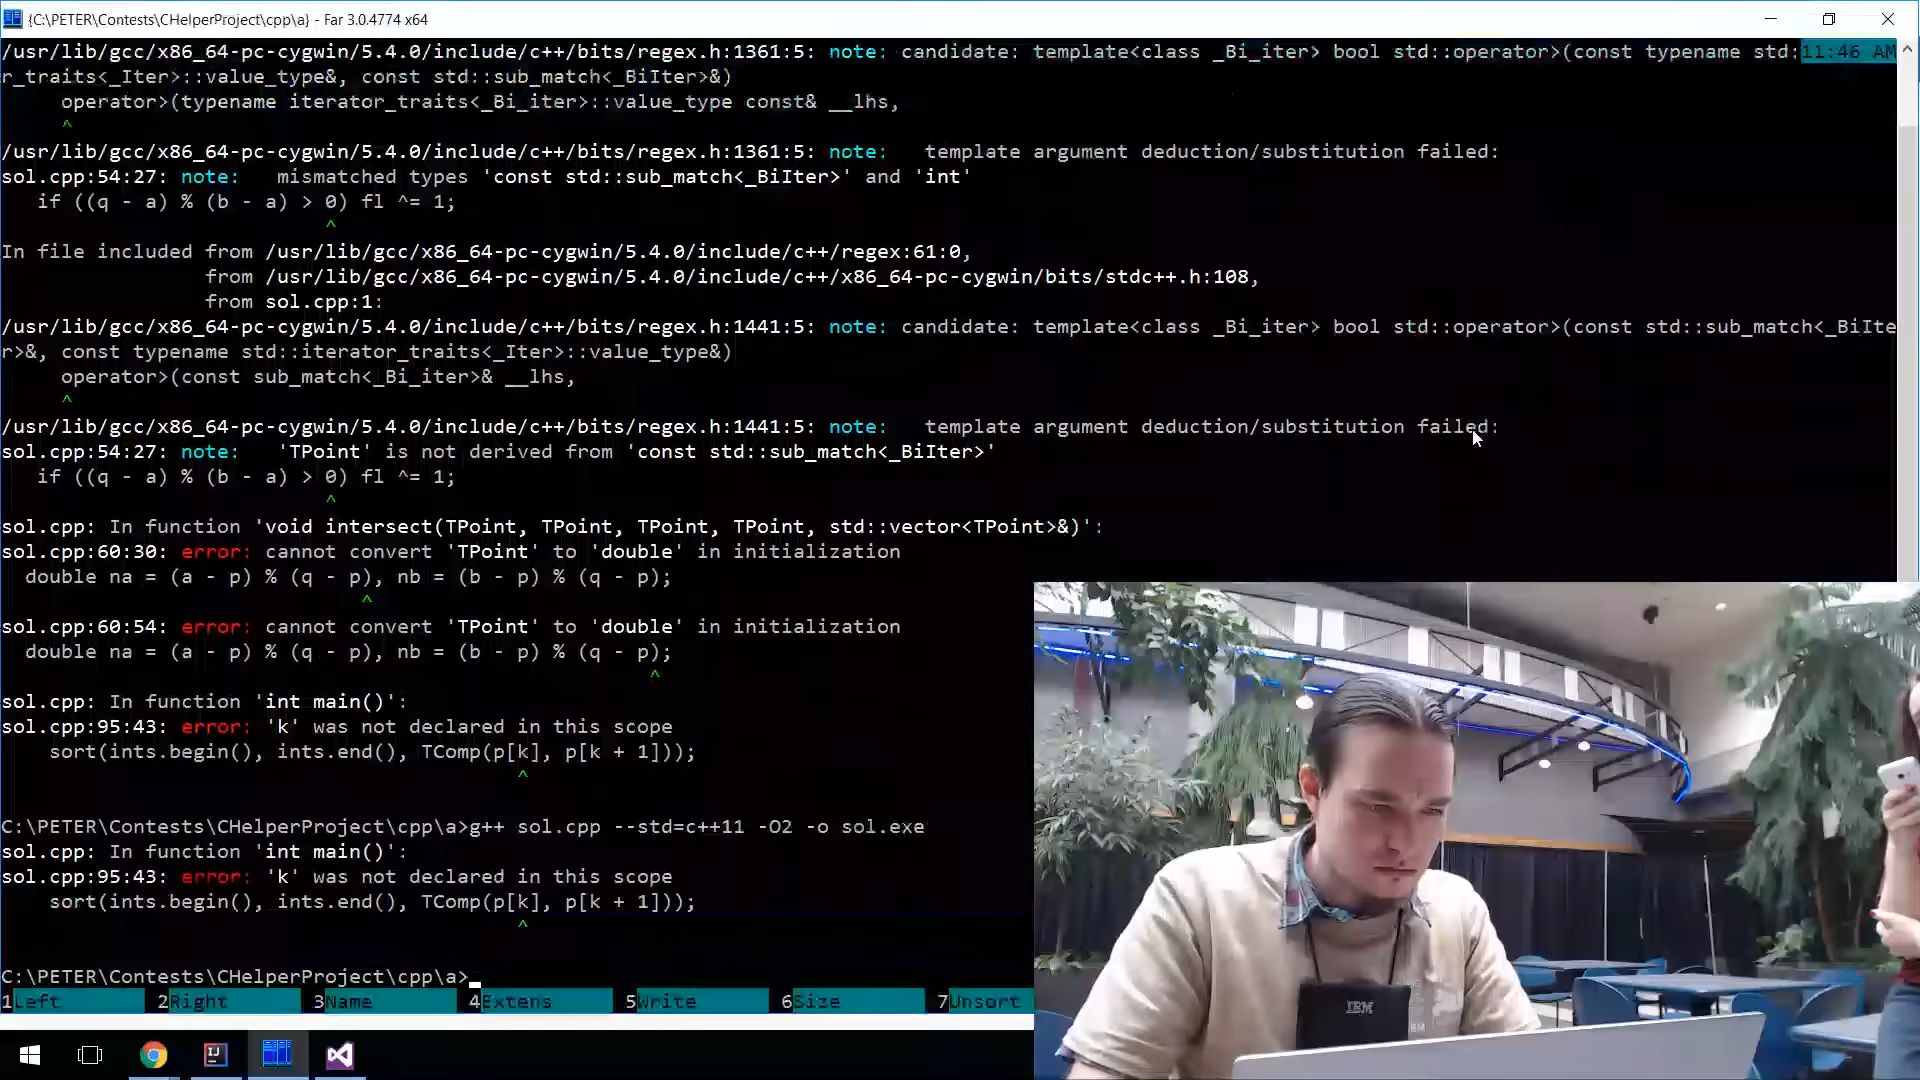 {C:\PETER\Contests\CHelperProject\cpp\a} - Far 3.0.4774 x64
/usr/lib/gcc/x86_64-pc-cygwin/5.4.0/include/c++/bits/regex.h:1361:5: note: candidate: template<class _Bi_iter> bool std::operator>(const typename std:11:46 AM
r_traits<_Iter>::value_type&, const std::sub_match<_BiIter>&)
operator>(typename iterator_traits<_Bi_iter>::value_type const& __lhs,
^
/usr/lib/gcc/x86_64-pc-cygwin/5.4.0/include/c++/bits/regex.h:1361:5: note:   template argument deduction/substitution failed:
sol.cpp:54:27: note:   mismatched types 'const std::sub_match<_BiIter>' and 'int'
if ((q - a) % (b - a) > 0) fl ^= 1;
^
In file included from /usr/lib/gcc/x86_64-pc-cygwin/5.4.0/include/c++/regex:61:0,
from /usr/lib/gcc/x86_64-pc-cygwin/5.4.0/include/c++/x86_64-pc-cygwin/bits/stdc++.h:108,
from sol.cpp:1:
/usr/lib/gcc/x86_64-pc-cygwin/5.4.0/include/c++/bits/regex.h:1441:5: note: candidate: template<class _Bi_iter> bool std::operator>(const std::sub_match<_BiIte
r>&, const typename std::iterator_traits<_Iter>::value_type&)
operator>(const sub_match<_Bi_iter>& __lhs,
^
/usr/lib/gcc/x86_64-pc-cygwin/5.4.0/include/c++/bits/regex.h:1441:5: note:   template argument deduction/substitution failed:
sol.cpp:54:27: note:   'TPoint' is not derived from 'const std::sub_match<_BiIter>'
if ((q - a) % (b - a) > 0) fl ^= 1;
^
sol.cpp: In function 'void intersect(TPoint, TPoint, TPoint, TPoint, std::vector<TPoint>&)':
sol.cpp:60:30: error: cannot convert 'TPoint' to 'double' in initialization
double na = (a - p) % (q - p), nb = (b - p) % (q - p);
^
sol.cpp:60:54: error: cannot convert 'TPoint' to 'double' in initialization
double na = (a - p) % (q - p), nb = (b - p) % (q - p);
^
sol.cpp: In function 'int main()':
sol.cpp:95:43: error: 'k' was not declared in this scope
sort(ints.begin(), ints.end(), TComp(p[k], p[k + 1]));
^
C:\PETER\Contests\CHelperProject\cpp\a>g++ sol.cpp --std=c++11 -O2 -o sol.exe
sol.cpp: In function 'int main()':
sol.cpp:95:43: error: 'k' was not declared in this scope
sort(ints.begin(), ints.end(), TComp(p[k], p[k + 1]));
^
C:\PETER\Contests\CHelperProject\cpp\a>
1Left 2Right 3Name 4Extens 5Write 6Size 7Unsort
IJ
IBM